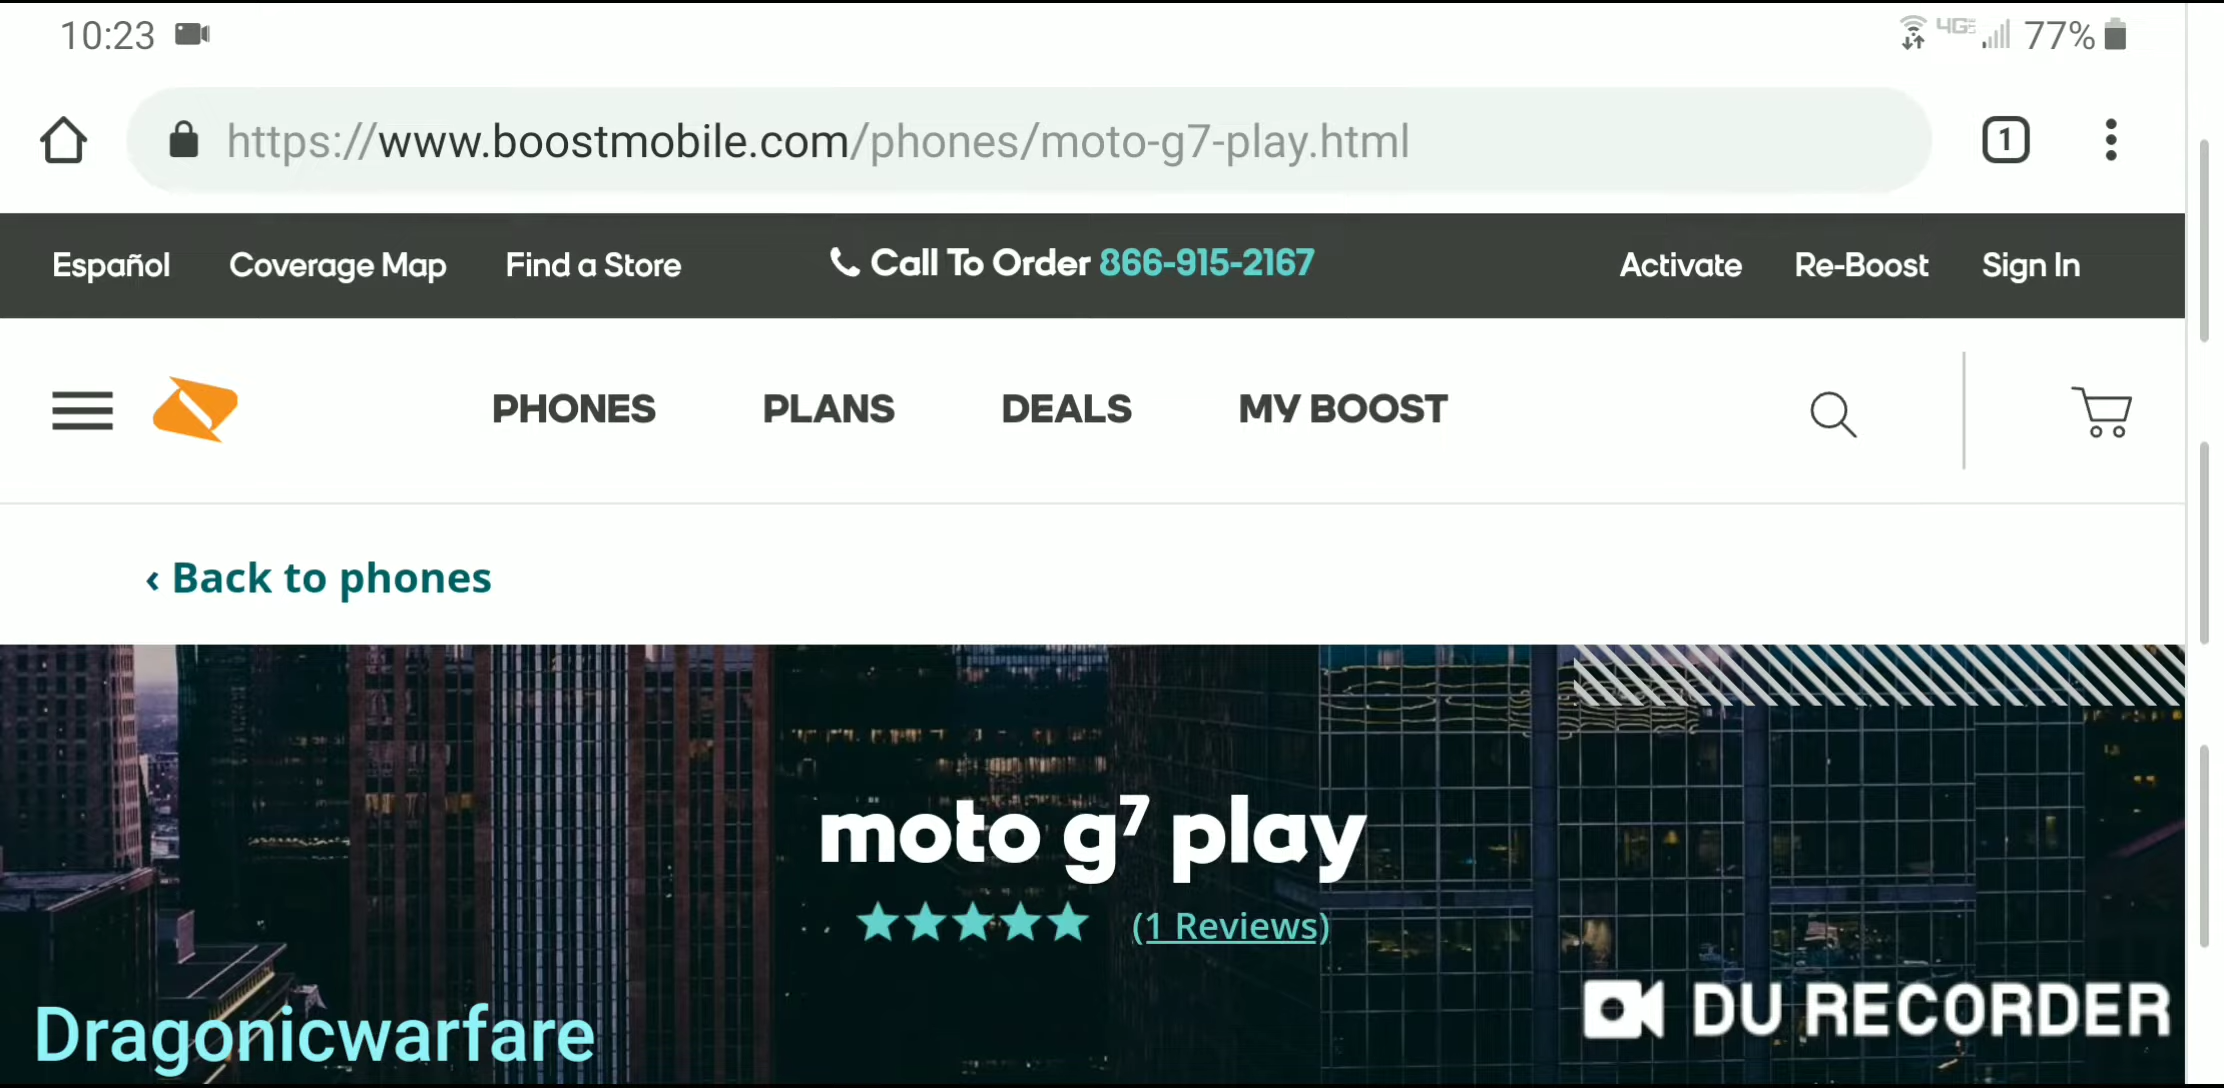 10:23
4GE 77%
https://www.boostmobile.com/phones/moto-g7-play.html
1
Español Coverage Map Find a Store Call To Order 866-915-2167 Activate Re-Boost Sign In
PHONES PLANS DEALS MY BOOST
‹ Back to phones
moto g⁷ play
(1 Reviews)
Dragonicwarfare
DU RECORDER